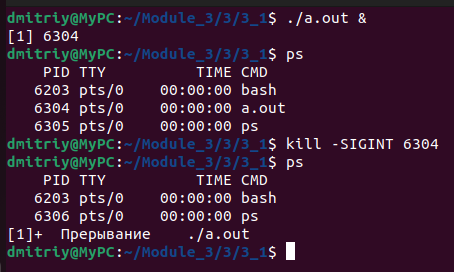 dmitriy@MyPC:~/Module_3/3/3_1$ ./a.out &
[1] 6304
dmitriy@MyPC:~/Module_3/3/3_1$ ps
    PID TTY          TIME CMD
   6203 pts/0    00:00:00 bash
   6304 pts/0    00:00:00 a.out
   6305 pts/0    00:00:00 ps
dmitriy@MyPC:~/Module_3/3/3_1$ kill -SIGINT 6304
dmitriy@MyPC:~/Module_3/3/3_1$ ps
    PID TTY          TIME CMD
   6203 pts/0    00:00:00 bash
   6306 pts/0    00:00:00 ps
[1]+  Прерывание    ./a.out
dmitriy@MyPC:~/Module_3/3/3_1$